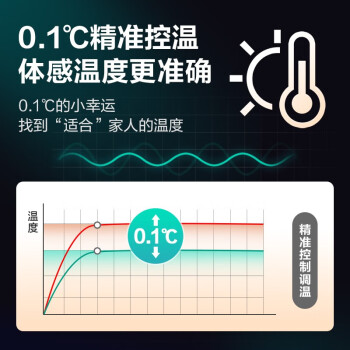 0.1℃精准控温
体感温度更准确
0.1℃的小幸运
找到“适合”家人的温度
温度
0.1℃
精准控制调温